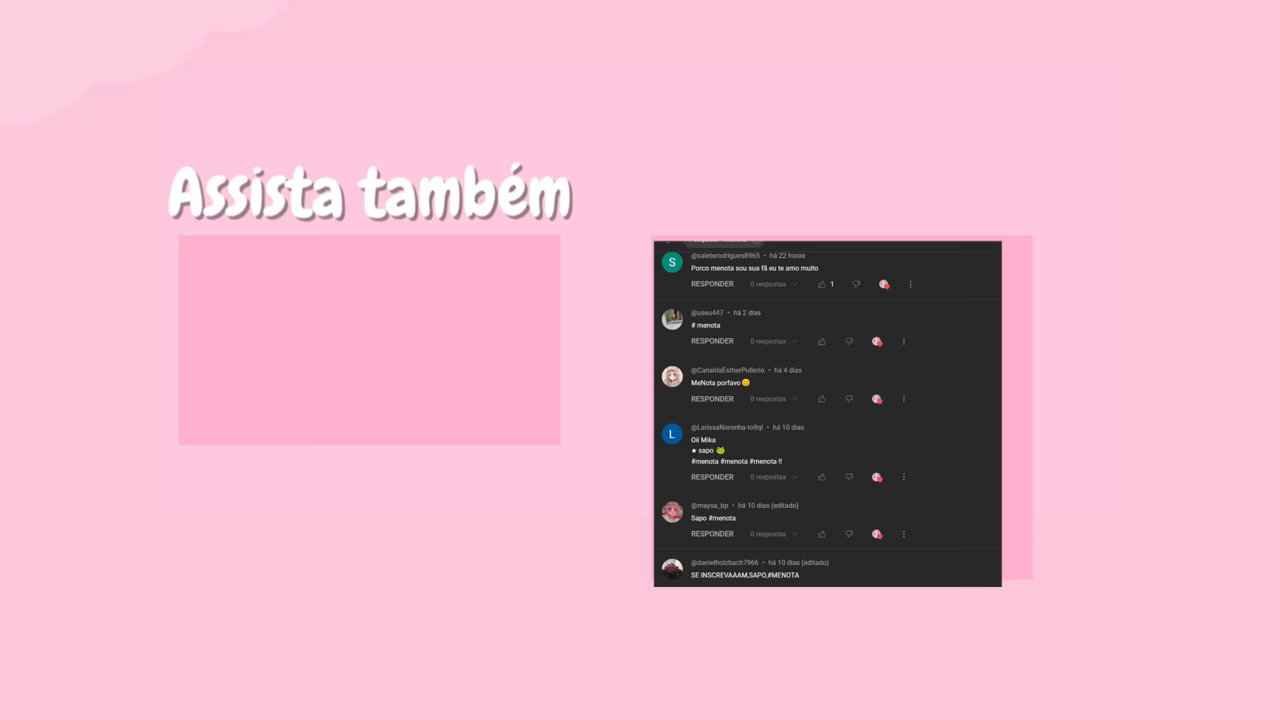 Assista também
@saleterodrigues8965 • há 22 horas
Porco menota sou sua fã eu te amo muito
RESPONDER 0 respostas 1
@useu447 • há 2 dias
# menota
RESPONDER 0 respostas
@CanaldaEstherPullerio • há 4 dias
MeNota porfavo😊
RESPONDER 0 respostas
L
@LarissaNoronha-to9ql • há 10 dias
Oii Mika
★ sapo 🐸
#menota #menota #menota !!
RESPONDER 0 respostas
@maysa_bp • há 10 dias (editado)
Sapo #menota
RESPONDER 0 respostas
@danielholzbach7966 • há 10 dias (editado)
SE INSCREVAAAM,SAPO,#MENOTA